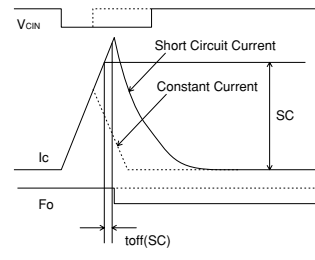 VCIN
Short Circuit Current
Constant Current
SC
Ic
Fo
toff(SC)